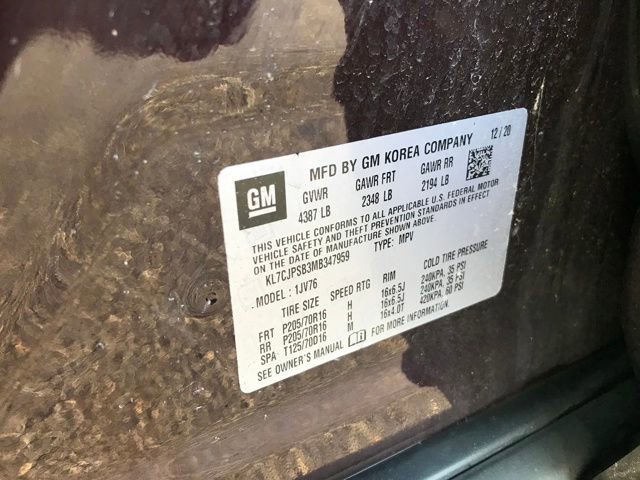 GM
MFD BY GM KOREA COMPANY 12/20
GVWR GAWR FRT GAWR RR
4387 LB 2348 LB 2194 LB
THIS VEHICLE CONFORMS TO ALL APPLICABLE U.S. FEDERAL MOTOR
VEHICLE SAFETY AND THEFT PREVENTION STANDARDS IN EFFECT
ON THE DATE OF MANUFACTURE SHOWN ABOVE.
KL7CJPSB3MB347959 TYPE: MPV
MODEL: 1JV76
TIRE SIZE SPEED RTG RIM COLD TIRE PRESSURE
FRT P205/70R16 H 16x6.5J 240KPA, 35 PSI
RR P205/70R16 H 16x6.5J 240KPA, 35 PSI
SPA T125/70D16 M 16x4.0T 420KPA, 60 PSI
SEE OWNER'S MANUAL FOR MORE INFORMATION.